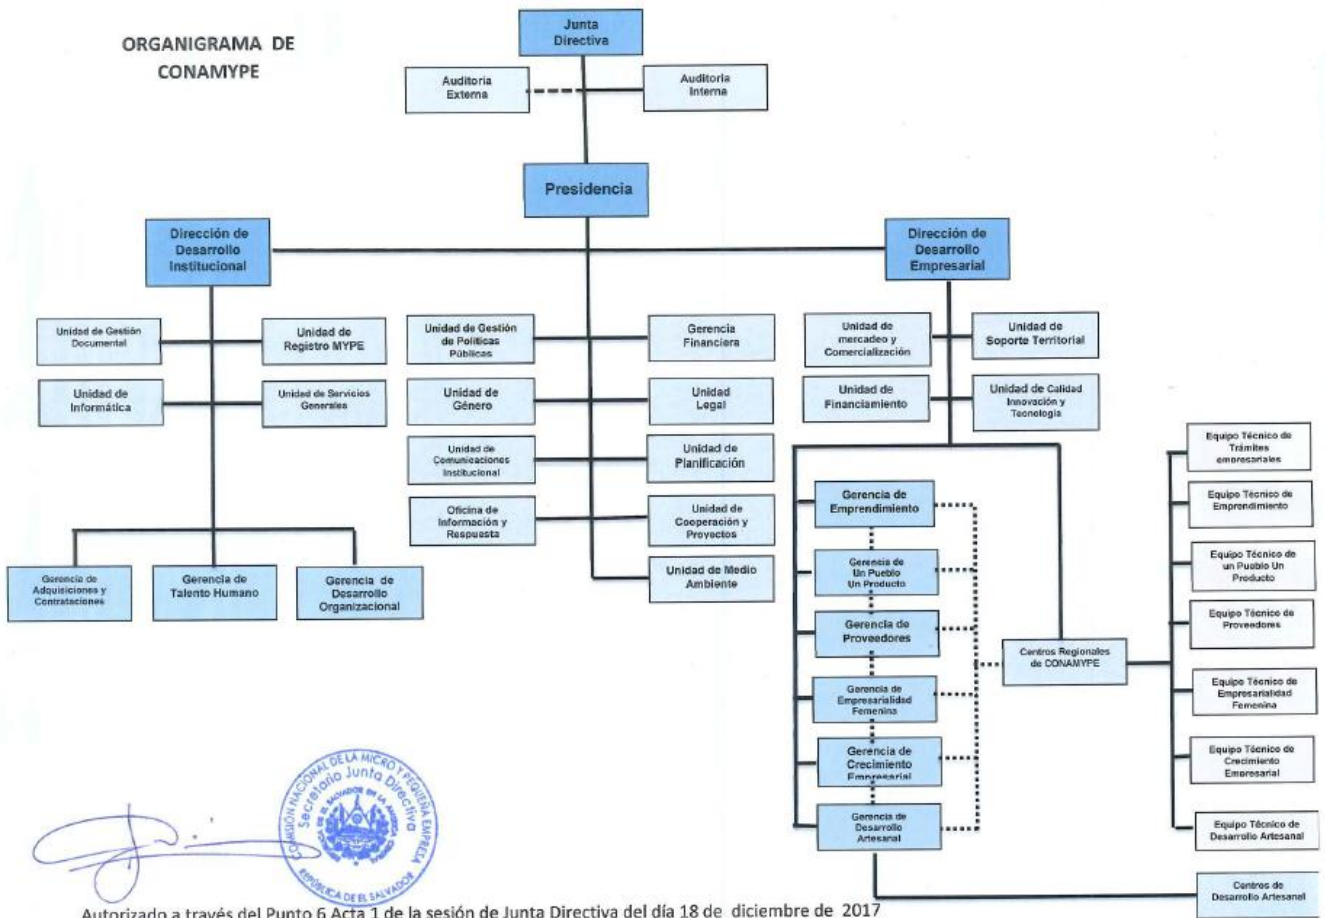 ORGANIGRAMA DE
CONAMYPE
Junta
Directiva
Auditoria
Externa
Auditoria
Interna
Presidencia
Dirección de
Desarrollo
Institucional
Dirección de
Desarrollo
Empresarial
Unidad de Gestión
Documental
Unidad de
Registro MYPE
Unidad de
Informática
Unidad de Servicios
Generales
Unidad de Gestión
de Políticas
Públicas
Gerencia
Financiera
Unidad de
Género
Unidad
Legal
Unidad de
Comunicaciones
Institucional
Unidad de
Planificación
Oficina de
Información y
Respuesta
Unidad de
Cooperación y
Proyectos
Unidad de Medio
Ambiente
Unidad de
mercadeo y
Comercialización
Unidad de
Soporte Territorial
Unidad de
Financiamiento
Unidad de Calidad
Innovación y
Tecnología
Gerencia de
Adquisiciones y
Contrataciones
Gerencia de
Talento Humano
Gerencia de
Desarrollo
Organizacional
Gerencia de
Emprendimiento
Gerencia de
Un Pueblo
Un Producto
Gerencia de
Proveedores
Gerencia de
Empresarialidad
Femenina
Gerencia de
Crecimiento
Empresarial
Gerencia de
Desarrollo
Artesanal
Centros Regionales
de CONAMYPE
Equipo Técnico de
Trámites
empresariales
Equipo Técnico de
Emprendimiento
Equipo Técnico de
un Pueblo Un
Producto
Equipo Técnico de
Proveedores
Equipo Técnico de
Empresarialidad
Femenina
Equipo Técnico de
Crecimiento
Empresarial
Equipo Técnico de
Desarrollo Artesanal
Centros de
Desarrollo Artesanal
COMISIÓN NACIONAL DE LA MICRO Y PEQUEÑA EMPRESA
Secretario Junta Directiva
REPÚBLICA DE EL SALVADOR
Autorizado a través del Punto 6 Acta 1 de la sesión de Junta Directiva del día 18 de diciembre de 2017